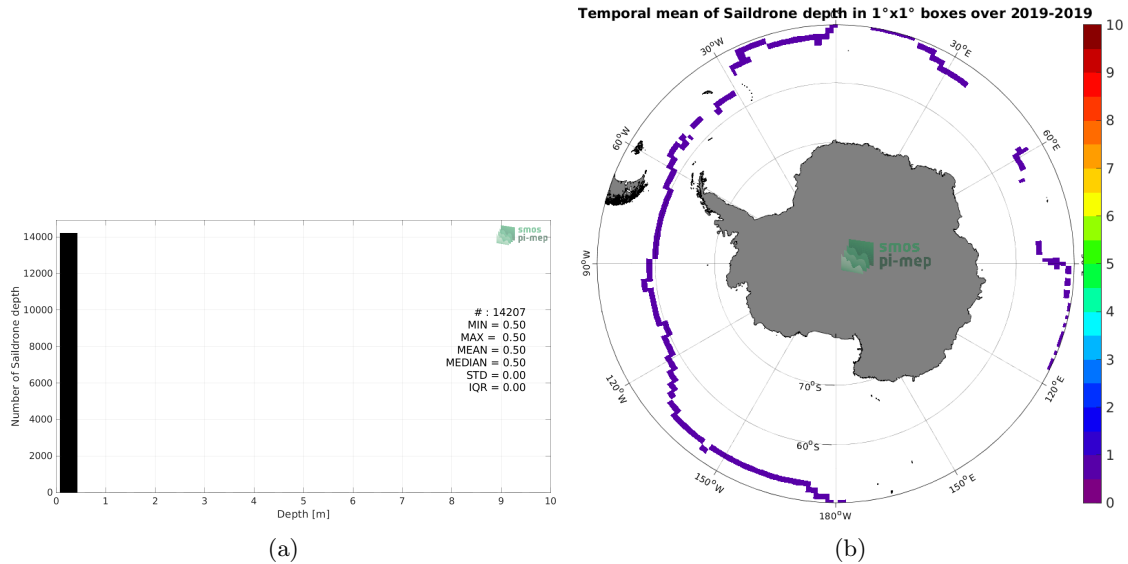 14000
12000
10000
8000
6000
4000
2000
0
Number of Saildrone depth
smos
pi-mep
# : 14207
MIN = 0.50
MAX = 0.50
MEAN = 0.50
MEDIAN = 0.50
STD = 0.00
IQR = 0.00
0 1 2 3 4 5 6 7 8 9 10
Depth [m]
(a)
Temporal mean of Saildrone depth in 1°x1° boxes over 2019-2019
30°W
30°E
60°W
60°E
90°W
smos
pi-mep
120°W
120°E
70°S
60°S
150°W
150°E
180°W
10
9
8
7
6
5
4
3
2
1
0
(b)